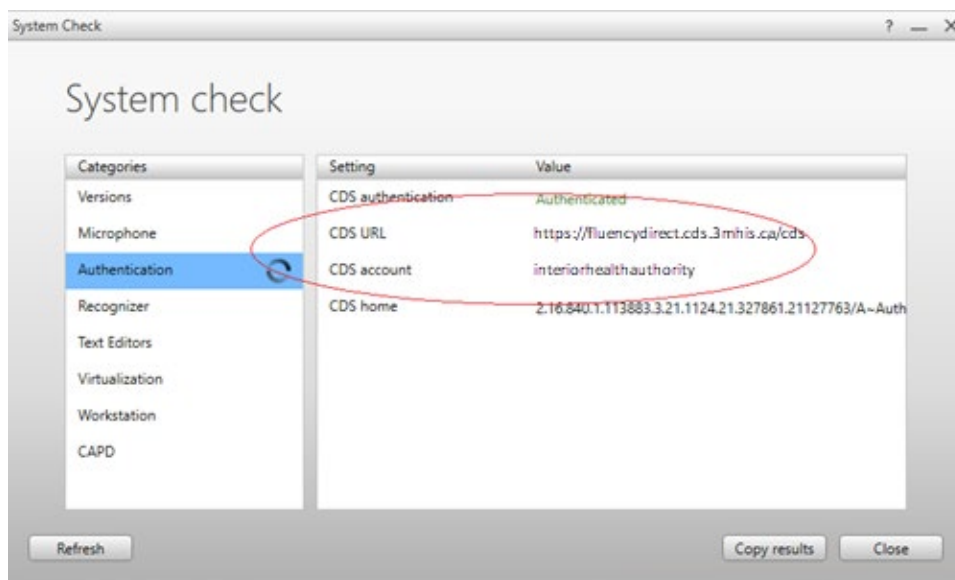 System Check
?
System check
Categories
Versions
Microphone
Authentication
Recognizer
Text Editors
Virtualization
Workstation
CAPD
Setting Value
CDS authentication Authenticated
CDS URL https://fluencydirect.cds.3mhis.ca/cds
CDS account interiorhealthauthority
CDS home 2.16.840.1.113883.3.21.1124.21.327861.21127763/A~Auth
Refresh Copy results Close